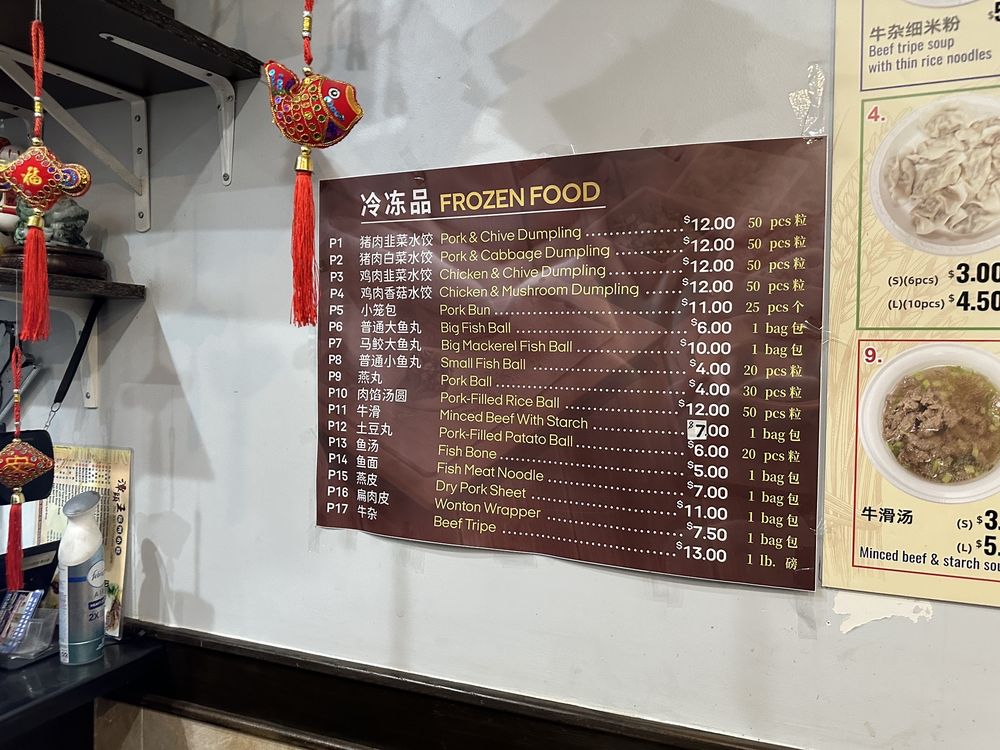 冷冻品 FROZEN FOOD
P1 猪肉韭菜水饺 Pork & Chive Dumpling $12.00 50 pcs 粒
P2 猪肉白菜水饺 Pork & Cabbage Dumpling $12.00 50 pcs 粒
P3 鸡肉韭菜水饺 Chicken & Chive Dumpling $12.00 50 pcs 粒
P4 鸡肉香菇水饺 Chicken & Mushroom Dumpling $12.00 50 pcs 粒
P5 小笼包 Pork Bun $11.00 25 pcs 个
P6 普通大鱼丸 Big Fish Ball $6.00 1 bag 包
P7 马鲛大鱼丸 Big Mackerel Fish Ball $10.00 1 bag 包
P8 普通小鱼丸 Small Fish Ball $4.00 20 pcs 粒
P9 燕丸 Pork Ball $4.00 30 pcs 粒
P10 肉馅汤圆 Pork-Filled Rice Ball $12.00 50 pcs 粒
P11 牛滑 Minced Beef With Starch $7.00 1 bag 包
P12 土豆丸 Pork-Filled Patato Ball $6.00 20 pcs 粒
P13 鱼汤 Fish Bone $5.00 1 bag 包
P14 鱼面 Fish Meat Noodle $7.00 1 bag 包
P15 燕皮 Dry Pork Sheet $11.00 1 bag 包
P16 扁肉皮 Wonton Wrapper $7.50 1 bag 包
P17 牛杂 Beef Tripe $13.00 1 lb. 磅
牛杂细米粉
Beef tripe soup
with thin rice noodles
4.
(S)(6pcs) $3.00
(L)(10pcs) $4.50
9.
牛滑汤
(S) $3.
(L) $5.
Minced beef & starch sou
福